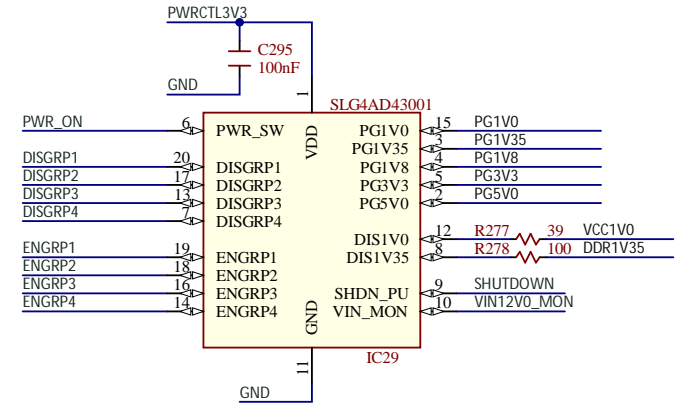 PWRCTL3V3
C295
100nF
GND
1
SLG4AD43001
PWR_ON 6 PWR_SW VDD PG1V0 15 PG1V0
PG1V35 3 PG1V35
DISGRP1 20 DISGRP1 PG1V8 4 PG1V8
DISGRP2 17 DISGRP2 PG3V3 5 PG3V3
DISGRP3 13 DISGRP3 PG5V0 2 PG5V0
DISGRP4 7 DISGRP4
DIS1V0 12 R277 39 VCC1V0
ENGRP1 19 ENGRP1 DIS1V35 8 R278 100 DDR1V35
ENGRP2 18 ENGRP2
ENGRP3 16 ENGRP3 SHDN_PU 9 SHUTDOWN
ENGRP4 14 ENGRP4 GND VIN_MON 10 VIN12V0_MON
11
IC29
GND